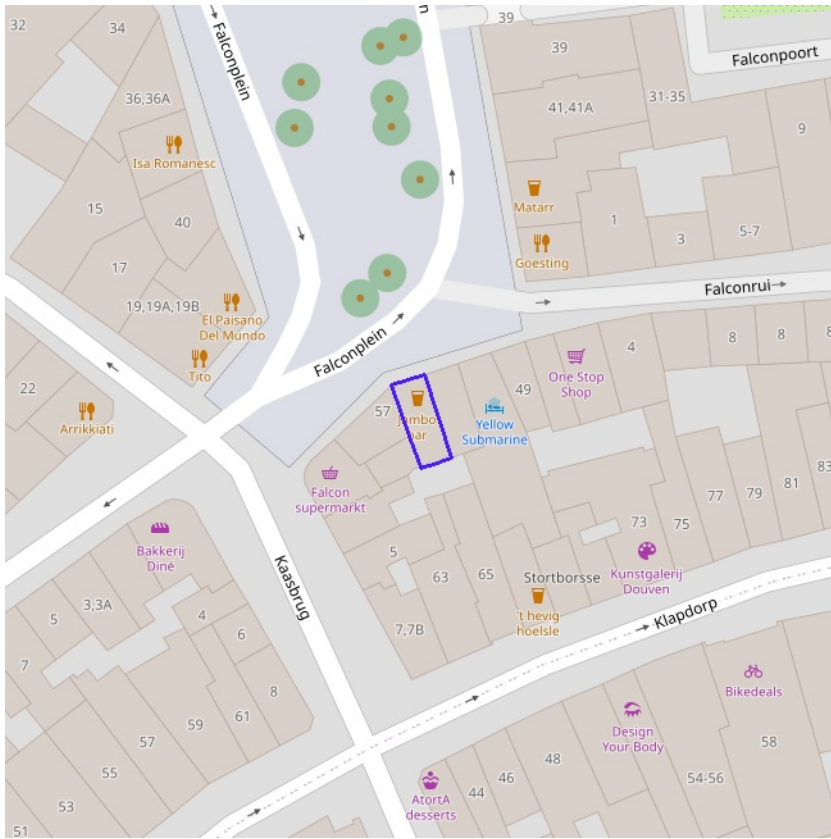 32
34
Falconplein
n
39
39
Falconpoort
36,36A
41,41A
31-35
9
Isa Romanesc
15
40
Matarr
1
5-7
3
17
Goesting
19,19A,19B
El Paisano
Del Mundo
Falconrui
Tito
Falconplein
4
8
8
8
One Stop
Shop
22
Arrikkiati
57
Jambo
bar
49
Yellow
Submarine
Falcon
supermarkt
83
81
79
77
75
73
Bakkerij
Diné
5
63
65
Stortborsse
Kunstgalerij
Douven
't hevig
hoelsle
Kaasbrug
3,3A
5
4
6
7
7,7B
Klapdorp
8
61
59
57
55
53
51
Bikedeals
Design
Your Body
58
54-56
48
46
44
AtortA
desserts